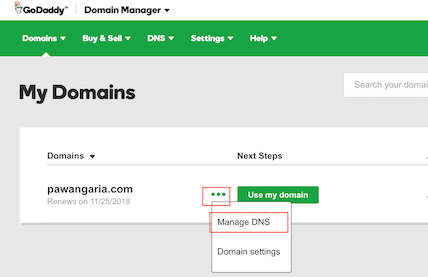 GoDaddy™ Domain Manager
Domains Buy & Sell DNS Settings Help
My Domains
Search your domai
Domains Next Steps
pawangaria.com
Renews on 11/25/2018
Use my domain
Manage DNS
Domain settings